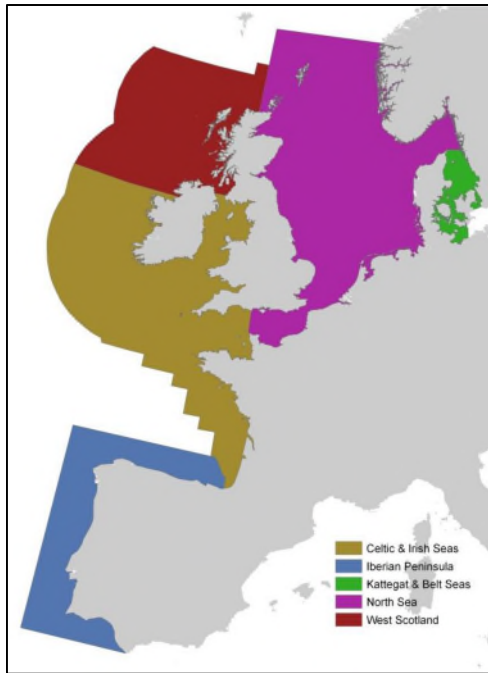 Celtic & Irish Seas
Iberian Peninsula
Kattegat & Belt Seas
North Sea
West Scotland